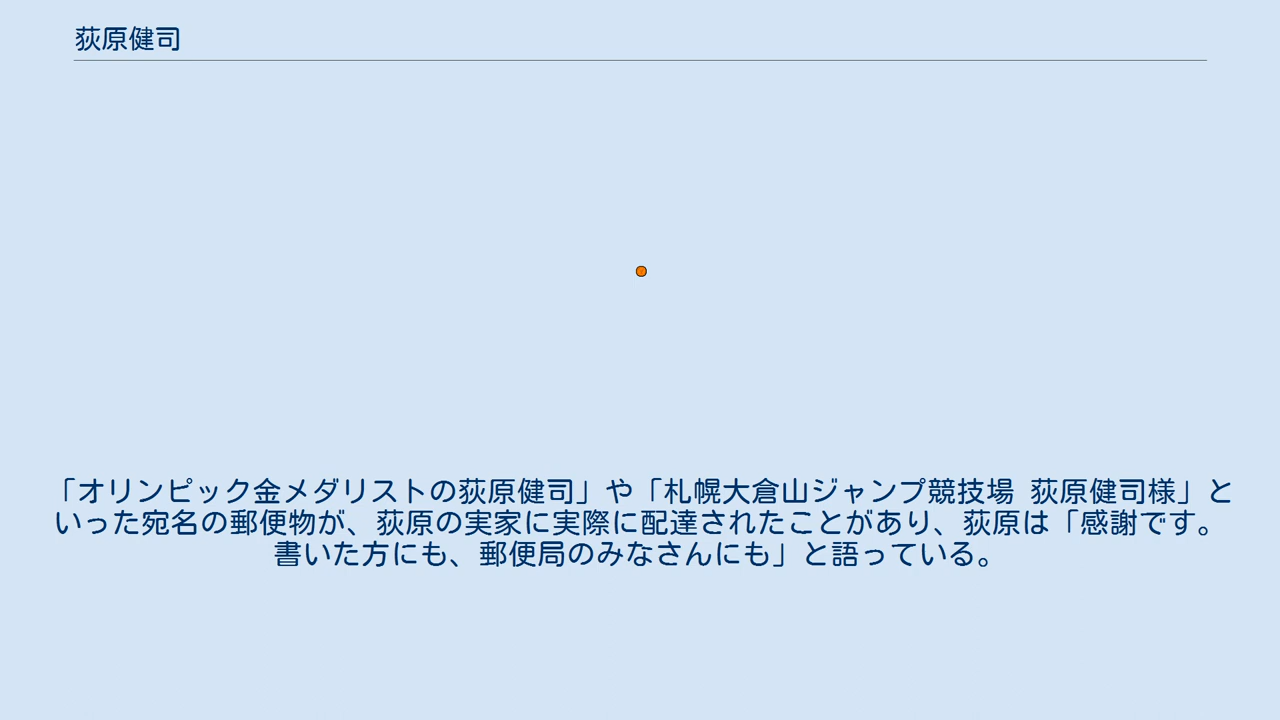 荻原健司
「オリンピック金メダリストの荻原健司」や「札幌大倉山ジャンプ競技場 荻原健司様」と
いった宛名の郵便物が、荻原の実家に実際に配達されたことがあり、荻原は「感謝です。
書いた方にも、郵便局のみなさんにも」と語っている。